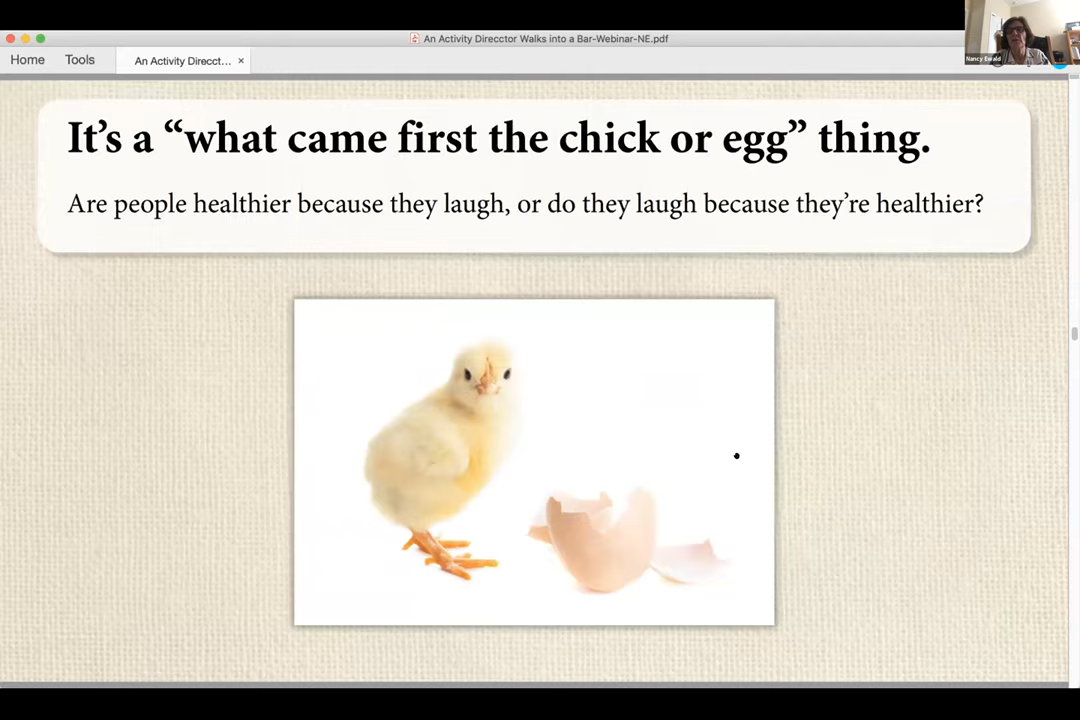 An Activity Direcctor Walks into a Bar-Webinar-NE.pdf
Home Tools An Activity Direcct... ×
Nancy Ewald
It’s a “what came first the chick or egg” thing.
Are people healthier because they laugh, or do they laugh because they’re healthier?